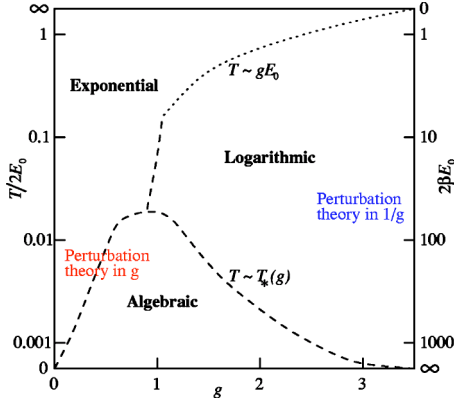 ∞
0
1
1
T ~ gE₀
Exponential
0.1
10
Logarithmic
T/2E₀
2βE₀
Perturbation
theory in 1/g
0.01
100
Perturbation
theory in g
T ~ T*(g)
Algebraic
0.001
1000
0
∞
0
1
2
3
g